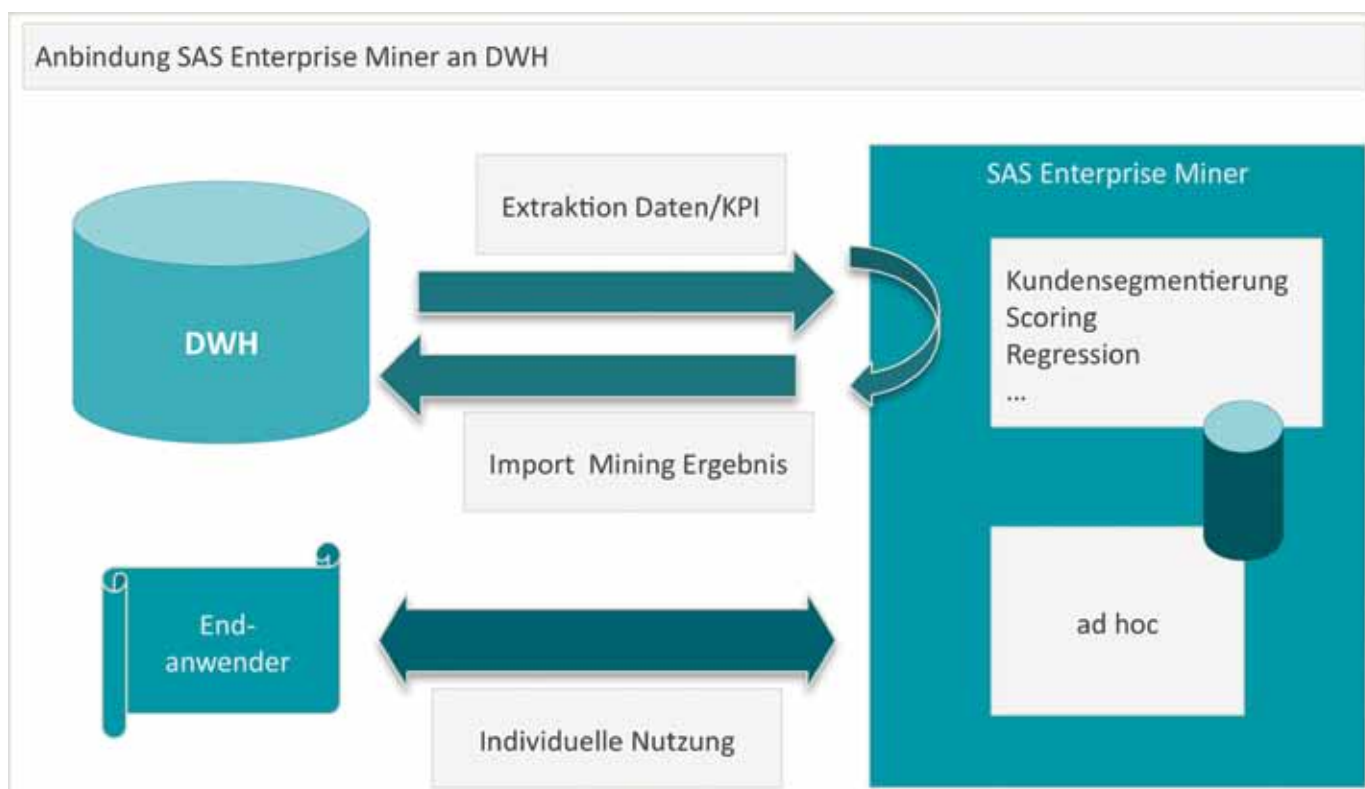 Anbindung SAS Enterprise Miner an DWH
SAS Enterprise Miner
Extraktion Daten/KPI
Kundensegmentierung
Scoring
Regression
...
DWH
Import Mining Ergebnis
End-
anwender
ad hoc
Individuelle Nutzung